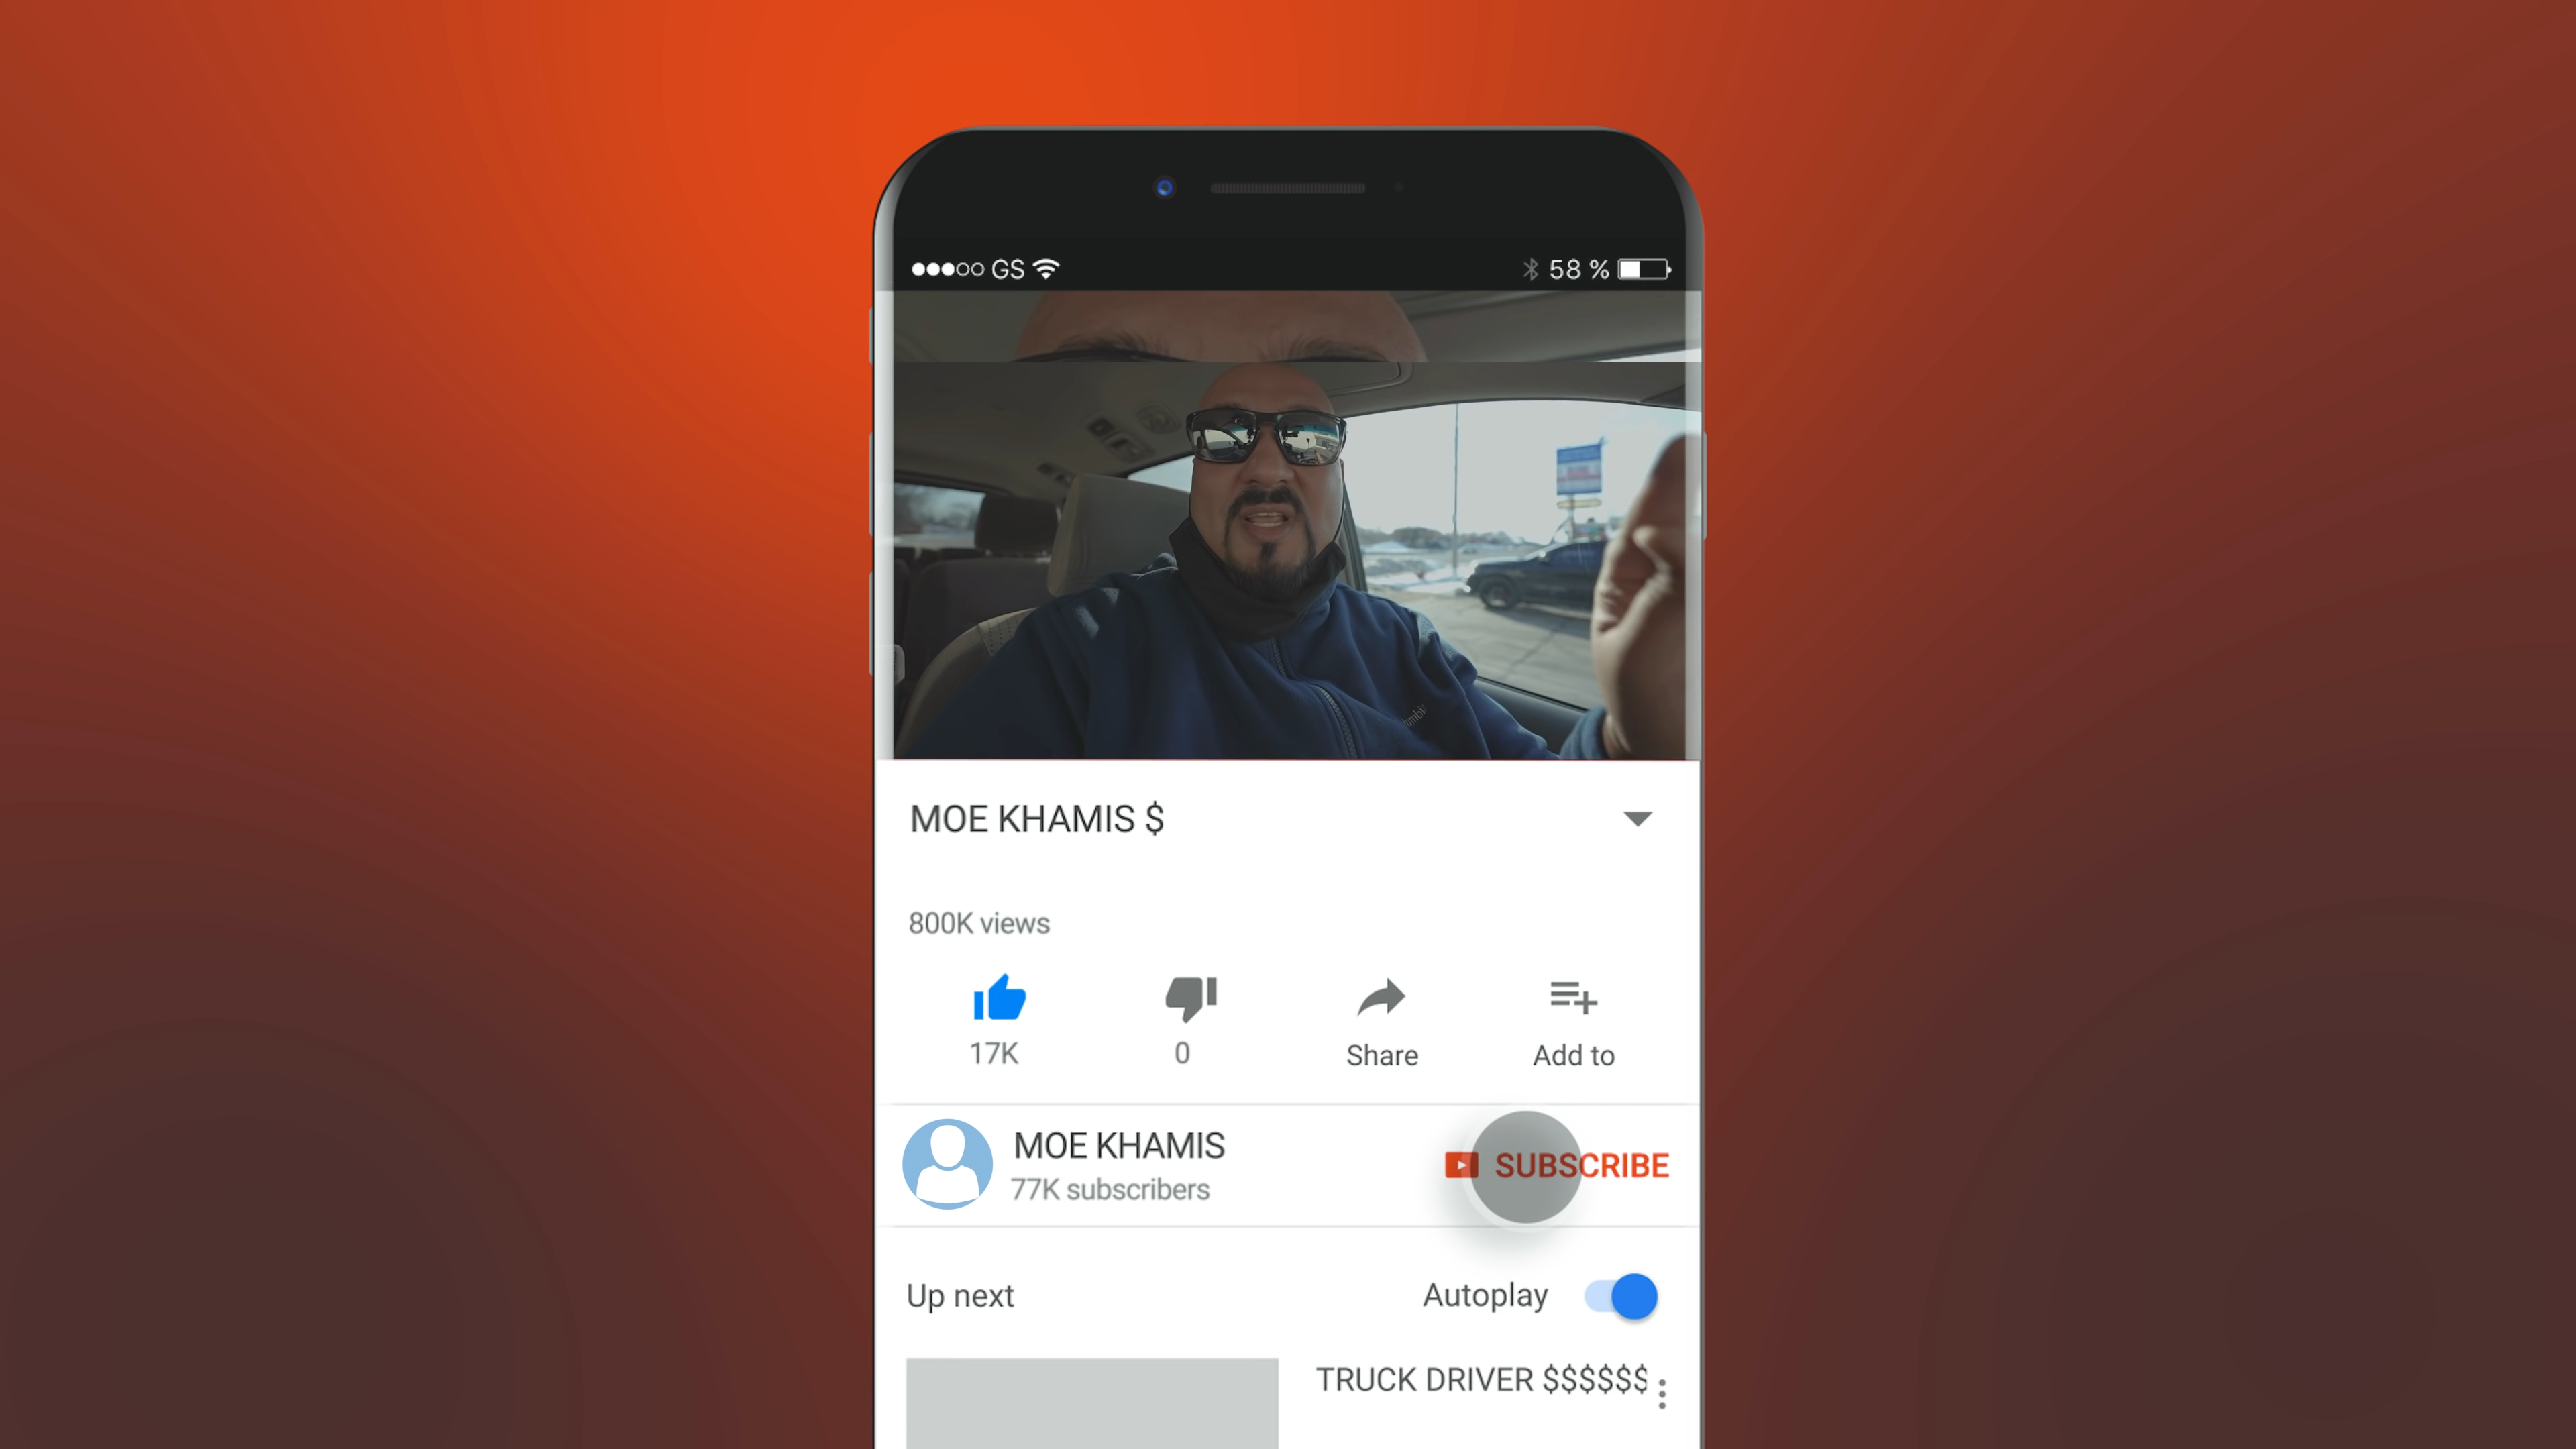 GS
58 %
MOE KHAMIS $
800K views
17K
0
Share
Add to
MOE KHAMIS
77K subscribers
SUBSCRIBE
Up next
Autoplay
TRUCK DRIVER $$$$$$